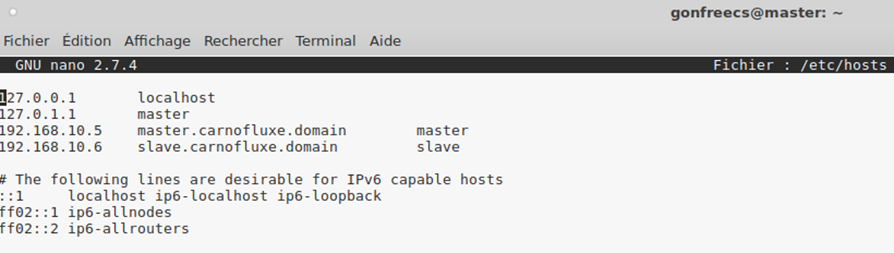 gonfreecs@master: ~
Fichier Édition Affichage Rechercher Terminal Aide
GNU nano 2.7.4 Fichier : /etc/hosts
127.0.0.1 localhost
127.0.1.1 master
192.168.10.5 master.carnofluxe.domain master
192.168.10.6 slave.carnofluxe.domain slave
# The following lines are desirable for IPv6 capable hosts
::1 localhost ip6-localhost ip6-loopback
ff02::1 ip6-allnodes
ff02::2 ip6-allrouters